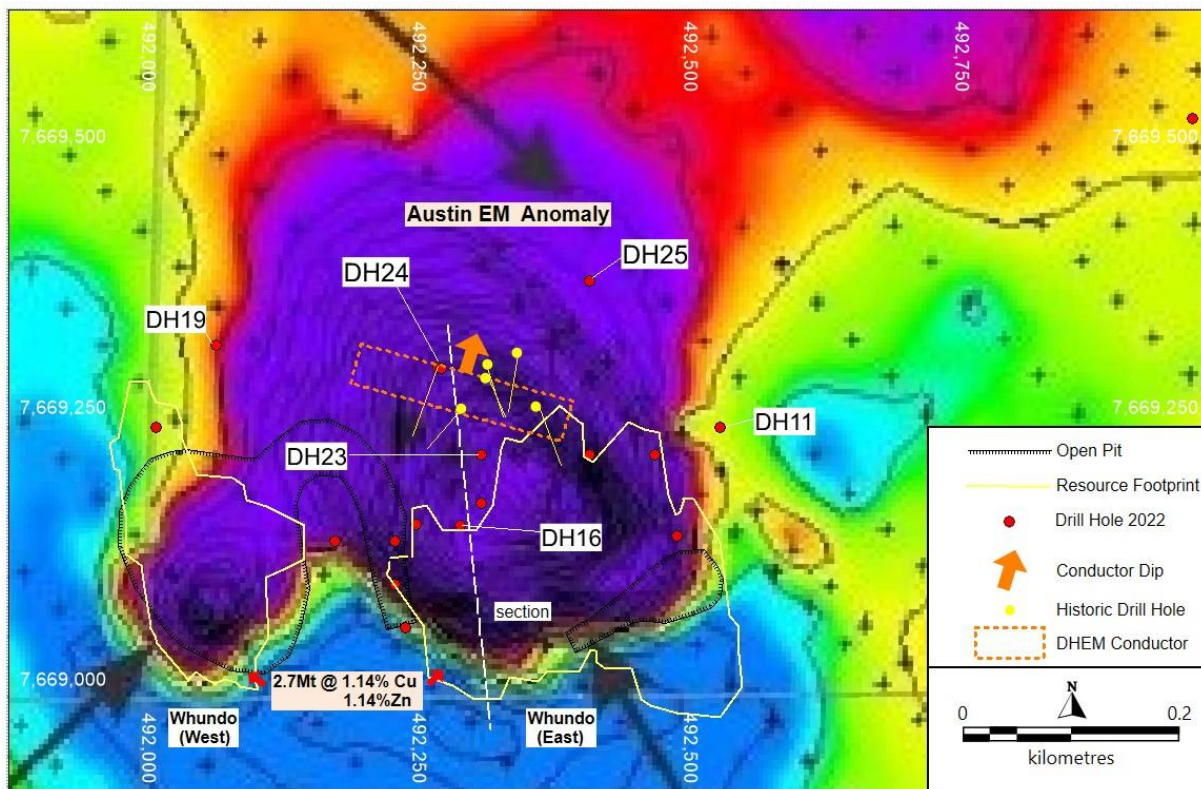 492,000
492,250
492,500
492,750
7,669,500
7,669,500
Austin EM Anomaly
DH25
DH24
DH19
7,669,250
7,669,250
DH11
DH23
DH16
section
7,669,000
2.7Mt @ 1.14% Cu
1.14%Zn
Whundo
(West)
Whundo
(East)
492,000
492,250
492,500
Open Pit
Resource Footprint
Drill Hole 2022
Conductor Dip
Historic Drill Hole
DHEM Conductor
N
0
0.2
kilometres